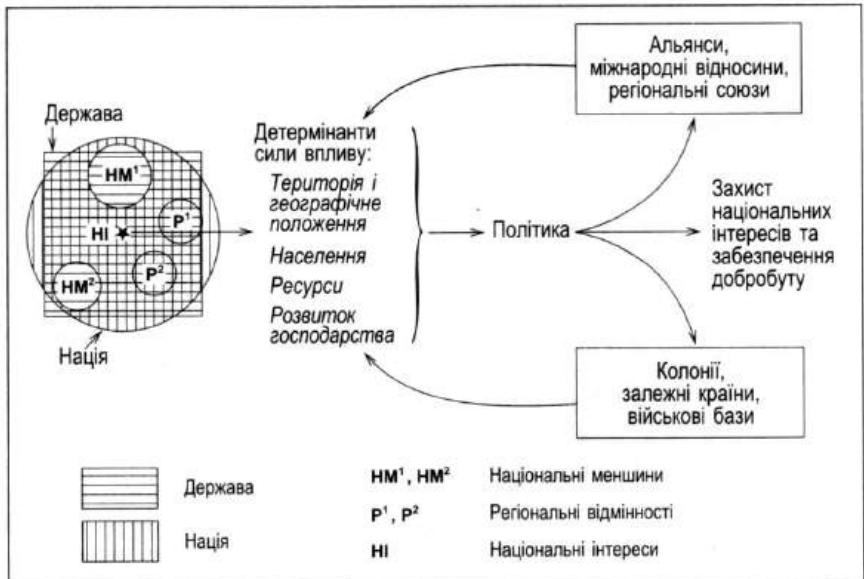 Держава
НМ¹
Р¹
НІ
Р²
НМ²
Нація
Детермінанти
сили впливу:
Територія і
географічне
положення
Населення
Ресурси
Розвиток
господарства
Політика
Альянси,
міжнародні відносини,
регіональні союзи
Захист
національних
інтересів та
забезпечення
добробуту
Колонії,
залежні країни,
військові бази
Держава
Нація
НМ¹, НМ² Національні меншини
Р¹, Р² Регіональні відмінності
НІ Національні інтереси